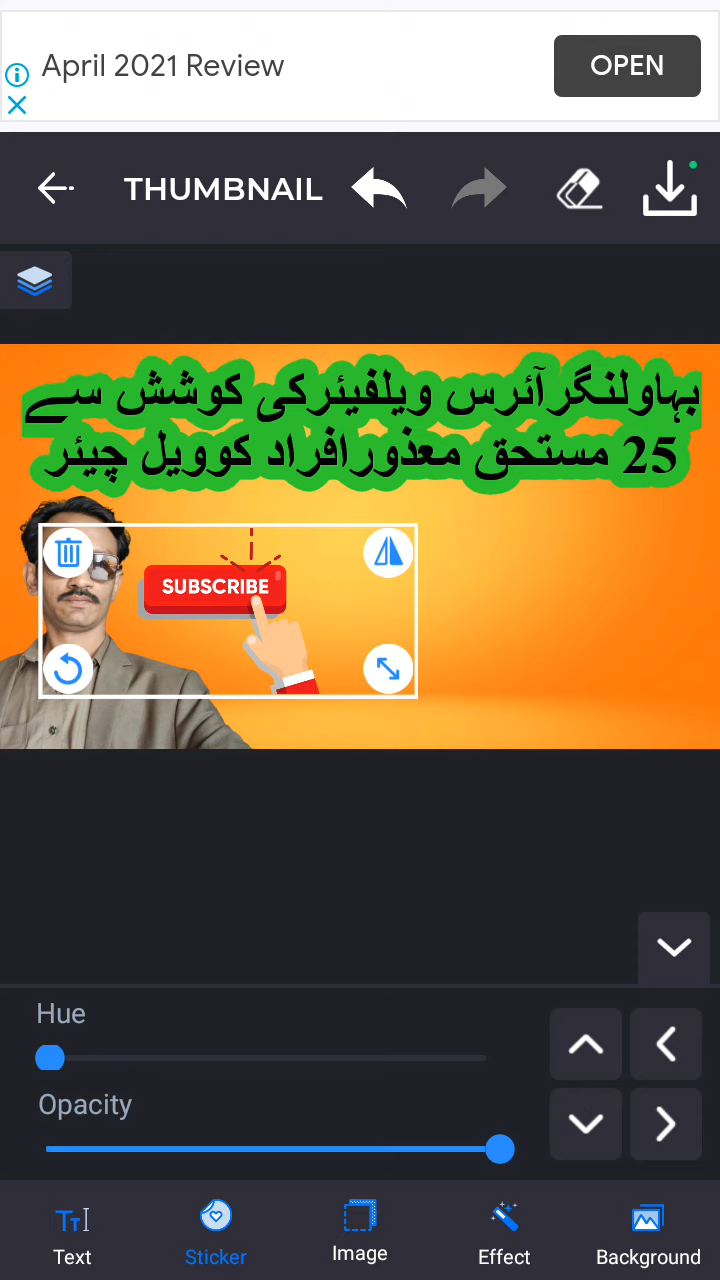 April 2021 Review
OPEN
THUMBNAIL
بہاولنگرآئرس ویلفیئرکی کوشش سے
25 مستحق معذورافراد کوویل چیئر
SUBSCRIBE
Hue
Opacity
Text
Sticker
Image
Effect
Background